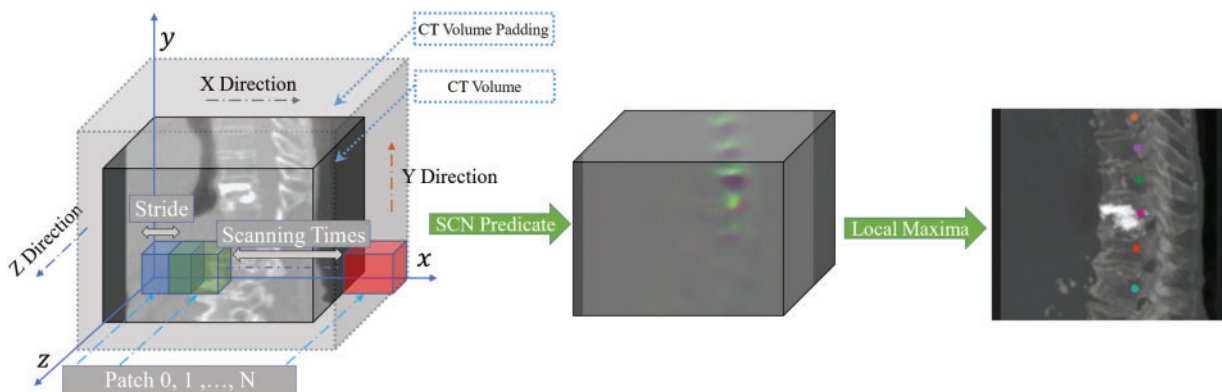 y
CT Volume Padding
X Direction
CT Volume
Y Direction
Stride
Z Direction
Scanning Times
SCN Predicate
Local Maxima
x
z
Patch 0, 1 ,…, N